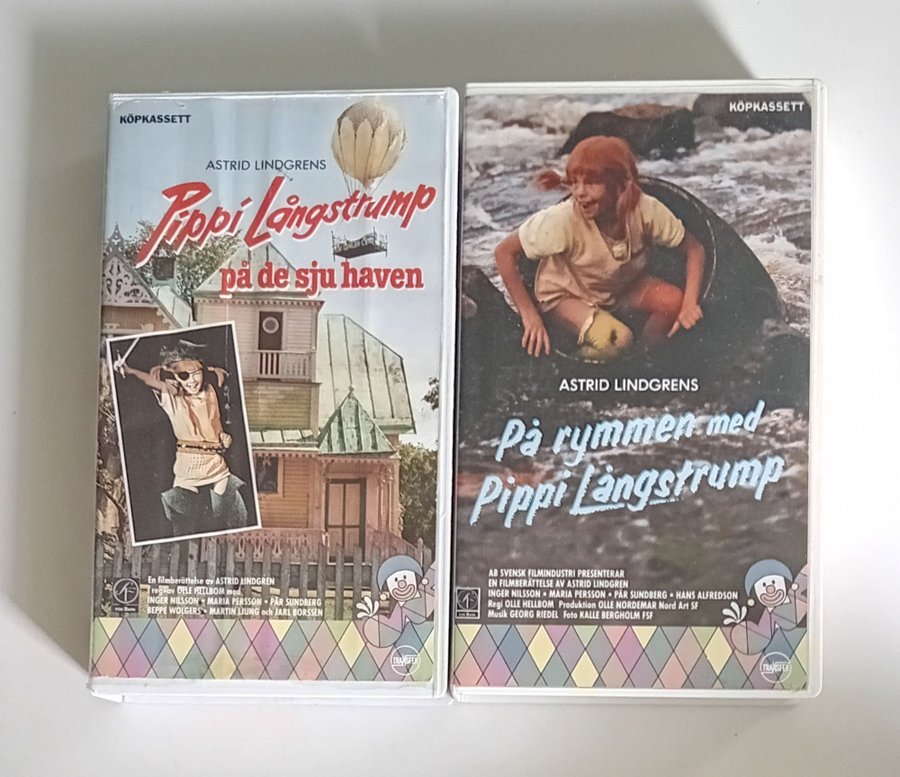 KÖPKASSETT
ASTRID LINDGRENS
Pippi Långstrump
på de sju haven
En filmberättelse av ASTRID LINDGREN
I regi av OLLE HELLBOM med
INGER NILSSON • MARIA PERSSON • PÄR SUNDBERG
BEPPE WOLGERS • MARTIN LJUNG och JARL BORSSEN
TRANSFER
KÖPKASSETT
ASTRID LINDGRENS
På rymmen med
Pippi Långstrump
AB SVENSK FILMINDUSTRI PRESENTERAR
EN FILMBERÄTTELSE AV ASTRID LINDGREN
INGER NILSSON • MARIA PERSSON • PÄR SUNDBERG • HANS ALFREDSON
Regi OLLE HELLBOM Produktion OLLE NORDEMAR Nord Art SF
Musik GEORG RIEDEL Foto KALLE BERGHOLM FSF
TRANSFER